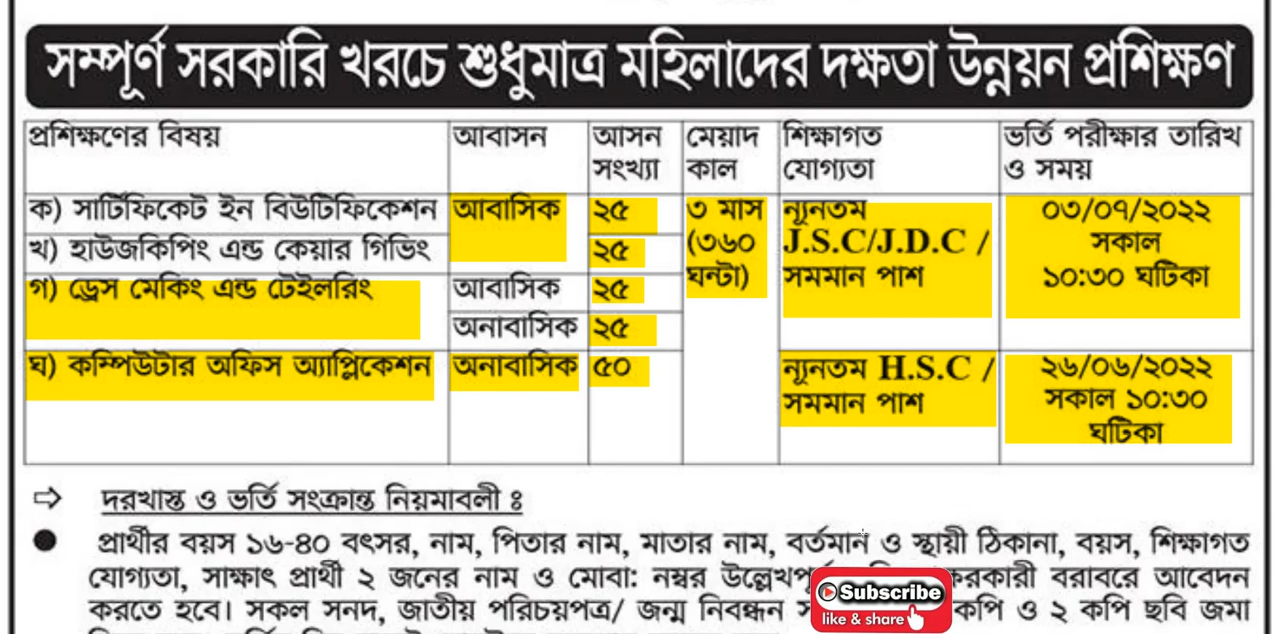 সম্পূর্ণ সরকারি খরচে শুধুমাত্র মহিলাদের দক্ষতা উন্নয়ন প্রশিক্ষণ
প্রশিক্ষণের বিষয় আবাসন আসন সংখ্যা মেয়াদ কাল শিক্ষাগত যোগ্যতা ভর্তি পরীক্ষার তারিখ ও সময়
ক) সার্টিফিকেট ইন বিউটিফিকেশন আবাসিক ২৫ ৩ মাস (৩৬০ ঘন্টা) ন্যূনতম J.S.C/J.D.C / সমমান পাশ ০৩/০৭/২০২২ সকাল ১০:৩০ ঘটিকা
খ) হাউজকিপিং এন্ড কেয়ার গিভিং ২৫
গ) ড্রেস মেকিং এন্ড টেইলরিং আবাসিক ২৫
অনাবাসিক ২৫
ঘ) কম্পিউটার অফিস অ্যাপ্লিকেশন অনাবাসিক ৫০ ন্যূনতম H.S.C / সমমান পাশ ২৬/০৬/২০২২ সকাল ১০:৩০ ঘটিকা
⇨ দরখাস্ত ও ভর্তি সংক্রান্ত নিয়মাবলী ঃ
● প্রার্থীর বয়স ১৬-৪০ বৎসর, নাম, পিতার নাম, মাতার নাম, বর্তমান ও স্থায়ী ঠিকানা, বয়স, শিক্ষাগত
যোগ্যতা, সাক্ষাৎ প্রার্থী ২ জনের নাম ও মোবা: নম্বর বরাবরে আবেদন
করতে হবে। সকল সনদ, জাতীয় পরিচয়পত্র/ জন্ম নিবন্ধন কপি ও ২ কপি ছবি জমা
Subscribe
like & share